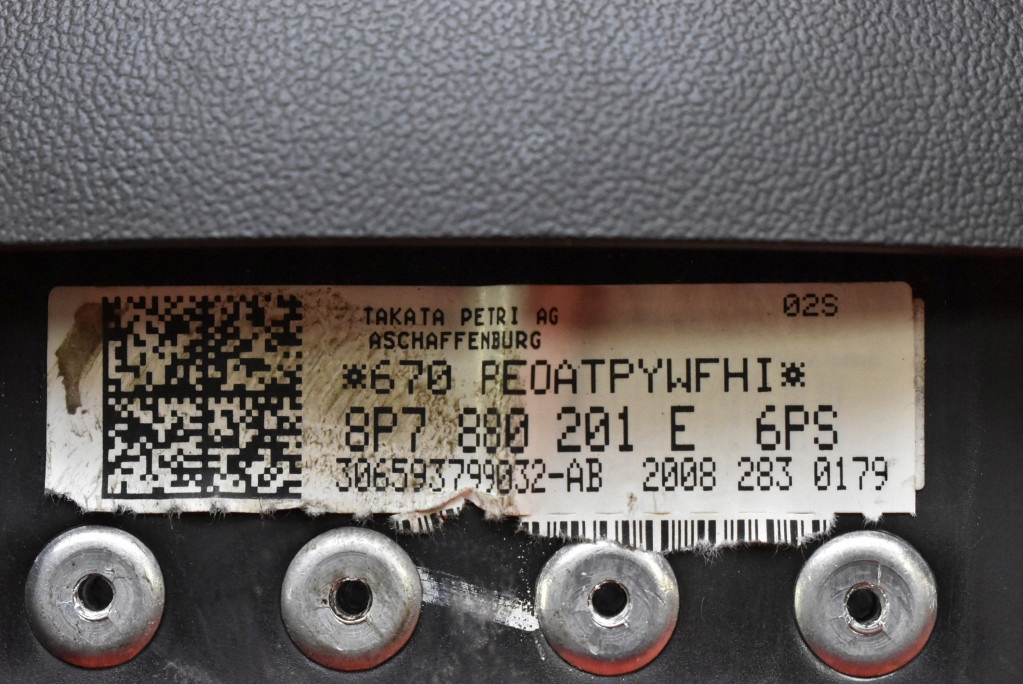 TAKATA PETRI AG
02S
ASCHAFFENBURG
*670 PEOATPYWFHI*
8P7 880 201 E 6PS
306593799032-AB 2008 283 0179